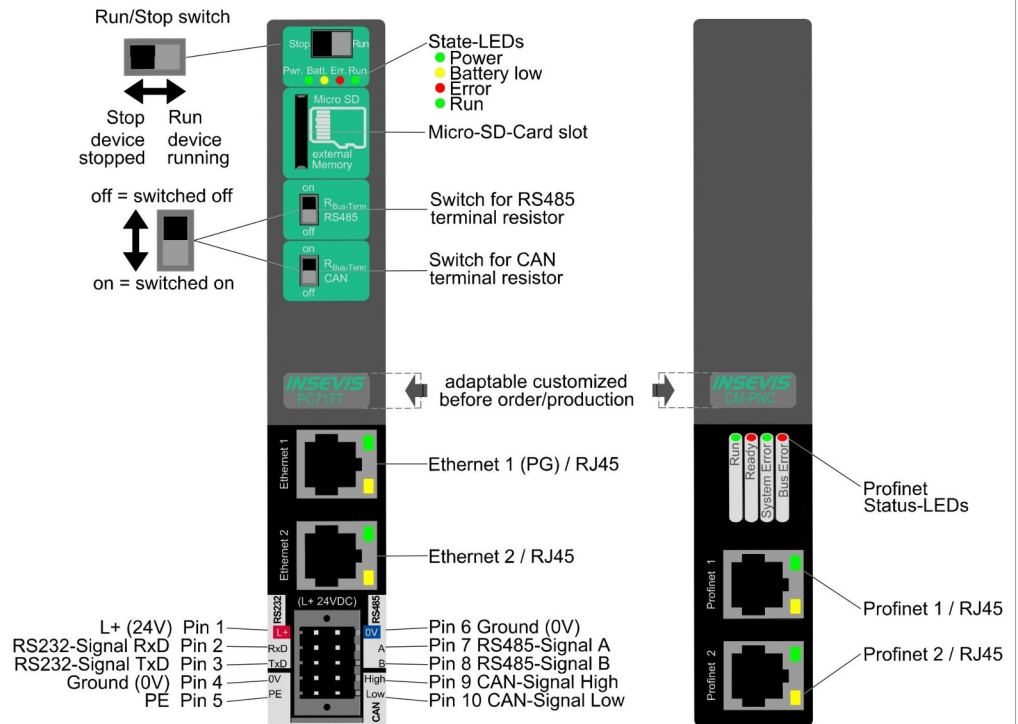 Run/Stop switch
Stop
device
stopped
Run
device
running
off = switched off
on = switched on
Stop
Run
Pwr. Batt. Err. Run
Micro SD
external
Memory
on
RBus-Term
RS485
off
on
RBus-Term
CAN
off
State-LEDs
Power
Battery low
Error
Run
Micro-SD-Card slot
Switch for RS485
terminal resistor
Switch for CAN
terminal resistor
INSEVIS
PC717T
adaptable customized
before order/production
INSEVIS
CM-PNC
Ethernet 1
Ethernet 1 (PG) / RJ45
Ethernet 2
Ethernet 2 / RJ45
Run
Ready
System Error
Bus Error
Profinet
Status-LEDs
Profinet 1
Profinet 1 / RJ45
Profinet 2
Profinet 2 / RJ45
RS232
(L+ 24VDC)
RS485
L+ (24V) Pin 1
RS232-Signal RxD Pin 2
RS232-Signal TxD Pin 3
Ground (0V) Pin 4
PE Pin 5
L+
RxD
TxD
0V
PE
0V
A
B
High
Low
CAN
Pin 6 Ground (0V)
Pin 7 RS485-Signal A
Pin 8 RS485-Signal B
Pin 9 CAN-Signal High
Pin 10 CAN-Signal Low